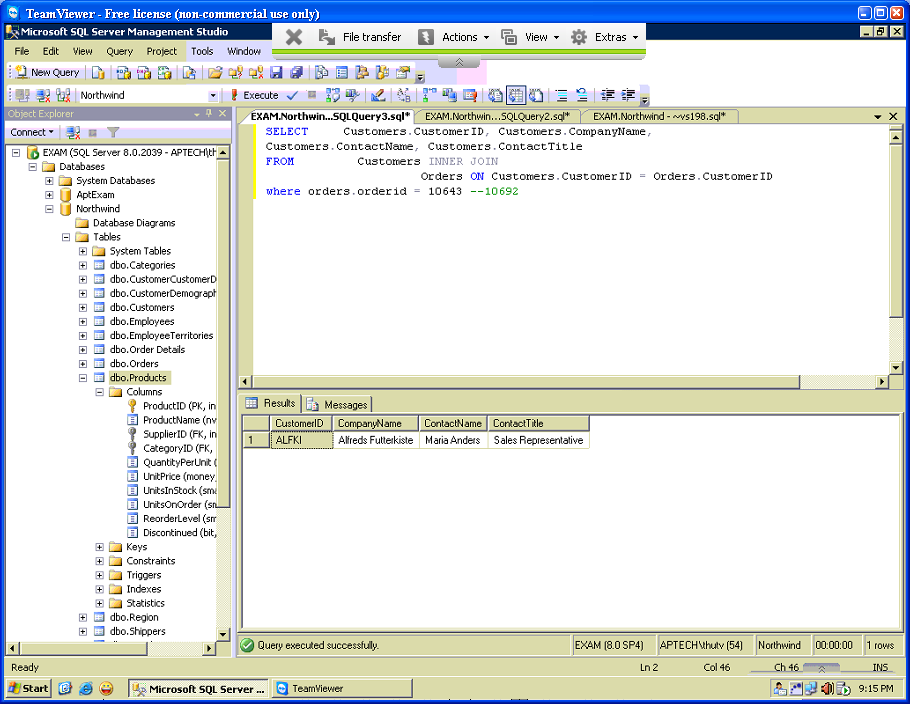 TeamViewer - Free license (non-commercial use only)
Microsoft SQL Server Management Studio
File transfer
Actions
View
Extras
File Edit View Query Project Tools Window
New Query
Northwind
Execute
Object Explorer
Connect
EXAM (SQL Server 8.0.2039 - APTECH\th
Databases
System Databases
AptExam
Northwind
Database Diagrams
Tables
System Tables
dbo.Categories
dbo.CustomerCustomerD
dbo.CustomerDemograph
dbo.Customers
dbo.Employees
dbo.EmployeeTerritories
dbo.Order Details
dbo.Orders
dbo.Products
Columns
ProductID (PK, in
ProductName (nv
SupplierID (FK, in
CategoryID (FK,
QuantityPerUnit (
UnitPrice (money,
UnitsInStock (sma
UnitsOnOrder (sm
ReorderLevel (sm
Discontinued (bit,
Keys
Constraints
Triggers
Indexes
Statistics
dbo.Region
dbo.Shippers
EXAM.Northwin...SQLQuery3.sql*
EXAM.Northwin...SQLQuery2.sql*
EXAM.Northwind - ~vs198.sql*
SELECT Customers.CustomerID, Customers.CompanyName,
Customers.ContactName, Customers.ContactTitle
FROM Customers INNER JOIN
Orders ON Customers.CustomerID = Orders.CustomerID
where orders.orderid = 10643 --10692
Results
Messages
CustomerID CompanyName ContactName ContactTitle
1 ALFKI Alfreds Futterkiste Maria Anders Sales Representative
Query executed successfully.
EXAM (8.0 SP4) APTECH\thutv (54) Northwind 00:00:00 1 rows
Ready
Ln 2 Col 46 Ch 46 INS
Start
Microsoft SQL Server ...
TeamViewer
9:15 PM